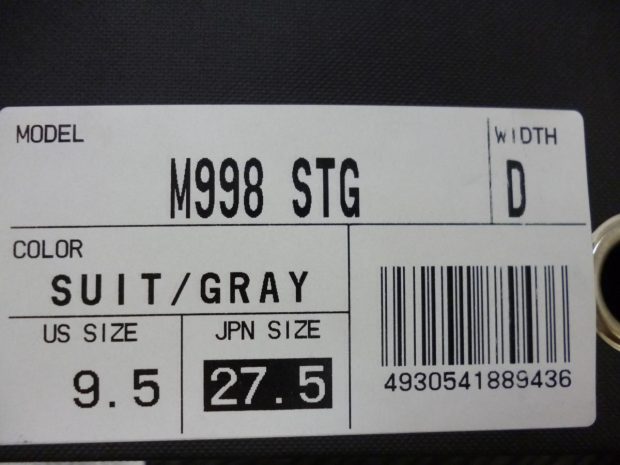 MODEL
WIDTH
M998 STG
D
COLOR
SUIT/GRAY
US SIZE
JPN SIZE
9.5
27.5
4930541889436